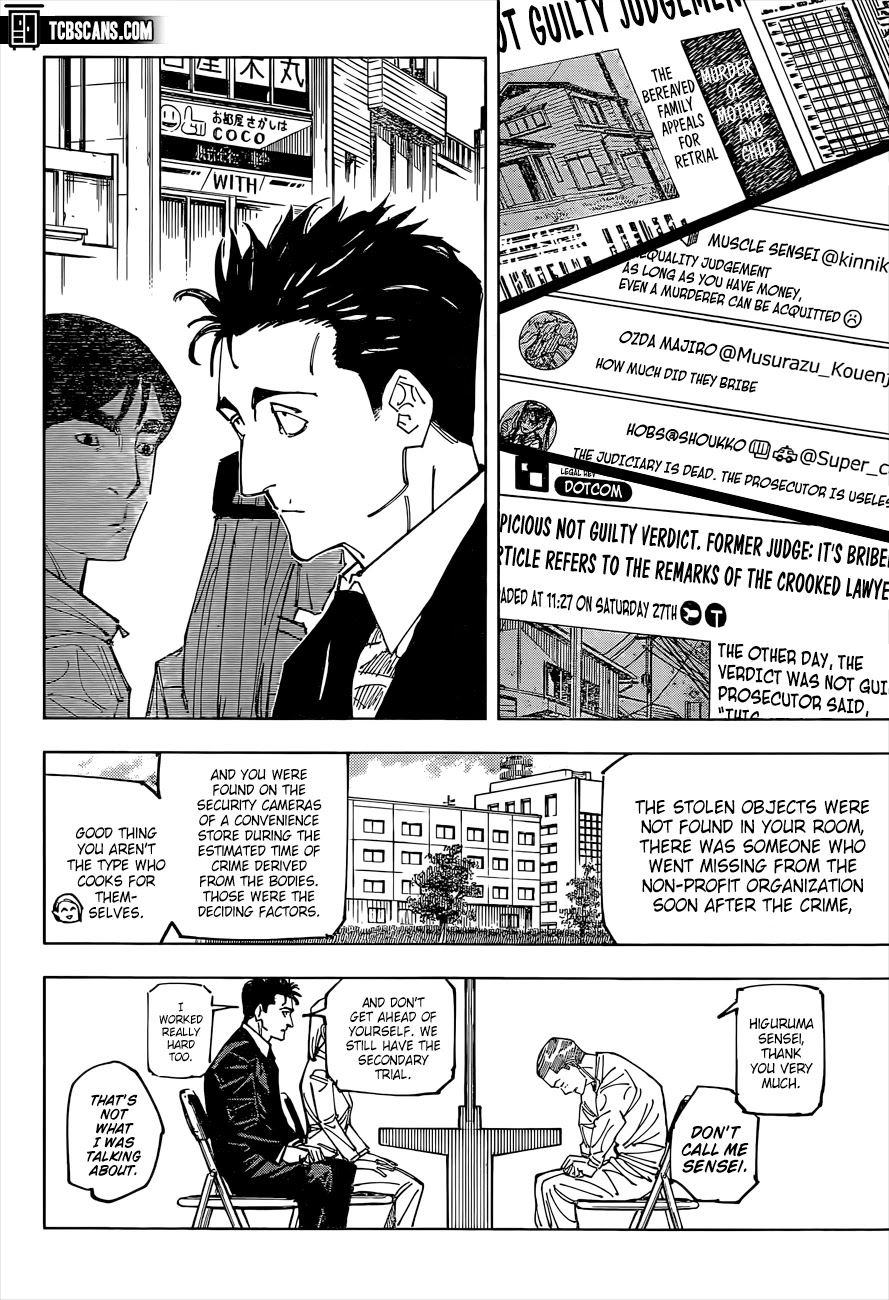 TCBSCANS.COM
OT GUILTY JUDGEMEN
THE
BEREAVED
FAMILY
APPEALS
FOR
RETRIAL
MURDER
OF
MOTHER
AND
CHILD
MUSCLE SENSEI @kinnik
EQUALITY JUDGEMENT
AS LONG AS YOU HAVE MONEY,
EVEN A MURDERER CAN BE ACQUITTED
OZDA MAJIRO @Musurazu_Kouenj
HOW MUCH DID THEY BRIBE
HOBS@SHOUKKO @Super_c
THE JUDICIARY IS DEAD. THE PROSECUTOR IS USELES
LEGAL KEY
DOTCOM
PICIOUS NOT GUILTY VERDICT. FORMER JUDGE: IT'S BRIBE
RTICLE REFERS TO THE REMARKS OF THE CROOKED LAWYE
ADED AT 11:27 ON SATURDAY 27TH
THE OTHER DAY, THE
VERDICT WAS NOT GUI
PROSECUTOR SAID,
"THIS
お部屋さがしは
COCO
WITH
THE STOLEN OBJECTS WERE
NOT FOUND IN YOUR ROOM,
THERE WAS SOMEONE WHO
WENT MISSING FROM THE
NON-PROFIT ORGANIZATION
SOON AFTER THE CRIME,
AND YOU WERE
FOUND ON THE
SECURITY CAMERAS
OF A CONVENIENCE
STORE DURING THE
ESTIMATED TIME OF
CRIME DERIVED
FROM THE BODIES.
THOSE WERE THE
DECIDING FACTORS.
GOOD THING
YOU AREN'T
THE TYPE WHO
COOKS FOR
THEM-
SELVES.
HIGURUMA
SENSEI,
THANK
YOU VERY
MUCH.
DON'T
CALL ME
SENSEI.
AND DON'T
GET AHEAD OF
YOURSELF. WE
STILL HAVE THE
SECONDARY
TRIAL.
I
WORKED
REALLY
HARD
TOO.
THAT'S
NOT
WHAT
I WAS
TALKING
ABOUT.